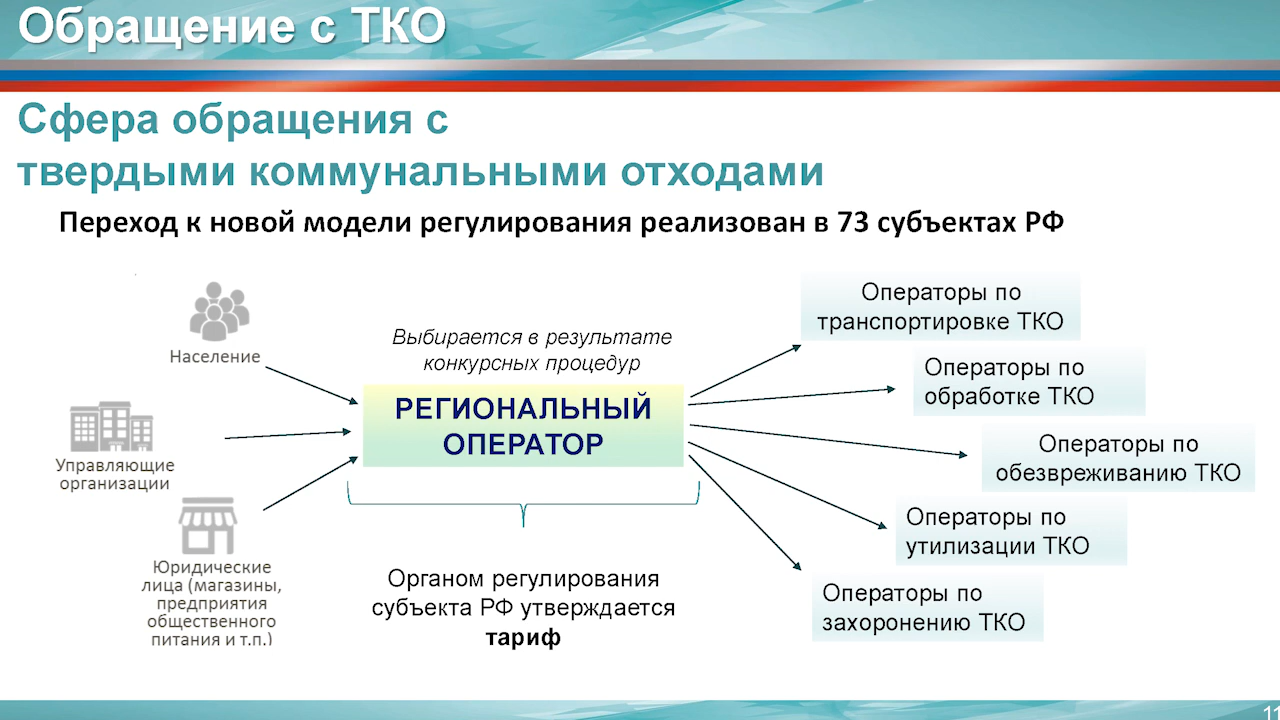 Обращение с ТКО
Сфера обращения с
твердыми коммунальными отходами
Переход к новой модели регулирования реализован в 73 субъектах РФ
Население
Управляющие
организации
Юридические
лица (магазины,
предприятия
общественного
питания и т.п.)
Выбирается в результате
конкурсных процедур
РЕГИОНАЛЬНЫЙ
ОПЕРАТОР
Органом регулирования
субъекта РФ утверждается
тариф
Операторы по
транспортировке ТКО
Операторы по
обработке ТКО
Операторы по
обезвреживанию ТКО
Операторы по
утилизации ТКО
Операторы по
захоронению ТКО
11